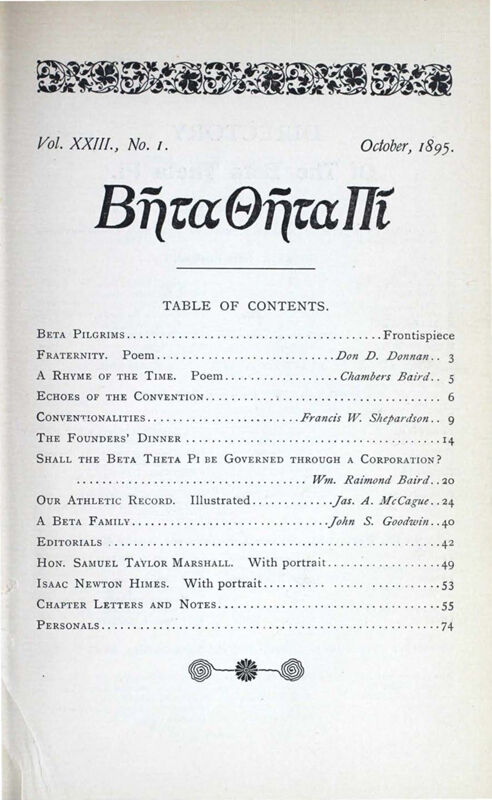 Vol. XXIII., No. 1. October, 1895.
Βῆτα Θῆτα Πῖ
TABLE OF CONTENTS.
BETA PILGRIMS.......................................Frontispiece
FRATERNITY. Poem...........................Don D. Donnan.. 3
A RHYME OF THE TIME. Poem.................Chambers Baird.. 5
ECHOES OF THE CONVENTION.................................... 6
CONVENTIONALITIES.......................Francis W. Shepardson.. 9
THE FOUNDERS' DINNER.......................................14
SHALL THE BETA THETA PI BE GOVERNED THROUGH A CORPORATION?
................................... Wm. Raimond Baird..20
OUR ATHLETIC RECORD. Illustrated............Jas. A. McCague..24
A BETA FAMILY..............................John S. Goodwin..40
EDITORIALS ..................................................42
HON. SAMUEL TAYLOR MARSHALL. With portrait.................49
ISAAC NEWTON HIMES. With portrait.......... ...............53
CHAPTER LETTERS AND NOTES..................................55
PERSONALS...................................................74